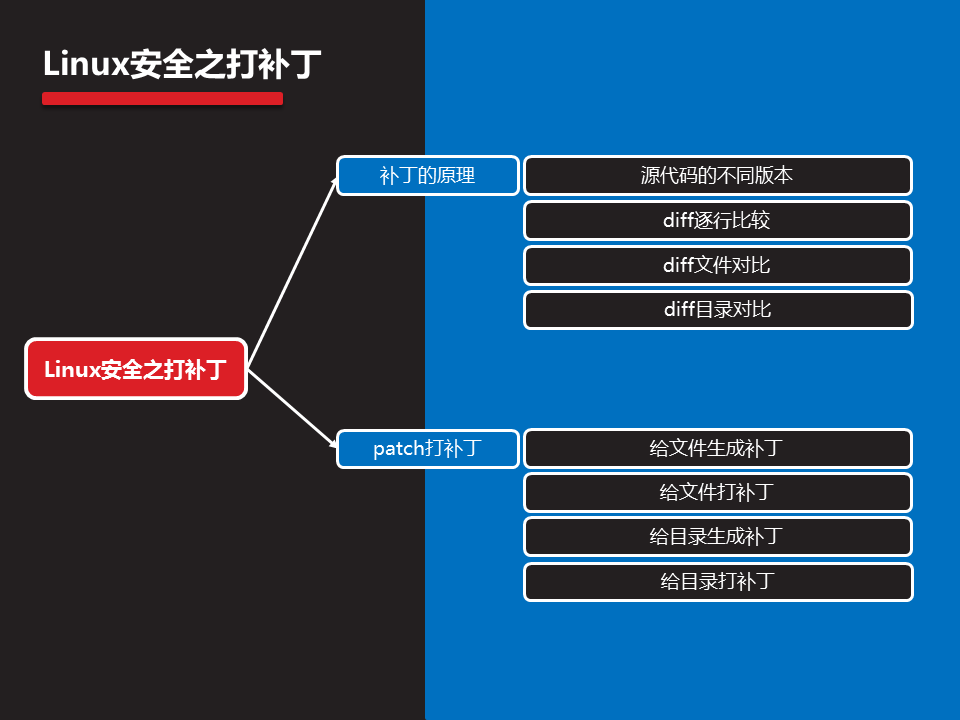 Linux安全之打补丁
补丁的原理
源代码的不同版本
diff逐行比较
diff文件对比
diff目录对比
Linux安全之打补丁
patch打补丁
给文件生成补丁
给文件打补丁
给目录生成补丁
给目录打补丁